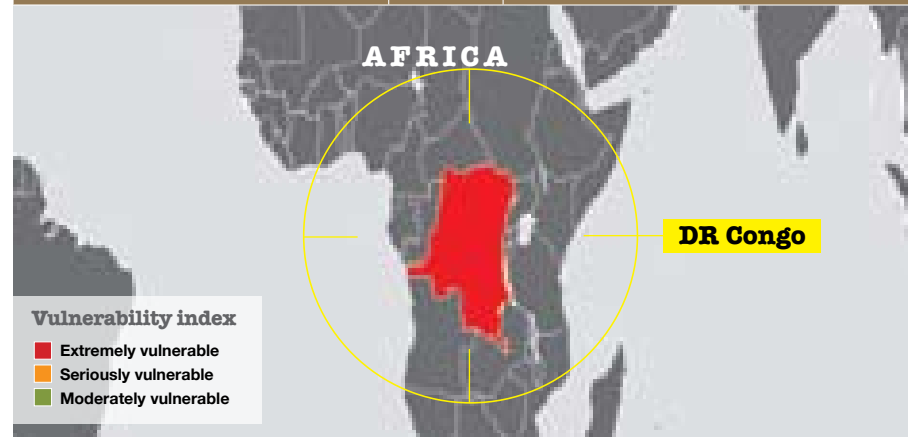 AFRICA
DR Congo
Vulnerability index
Extremely vulnerable
Seriously vulnerable
Moderately vulnerable